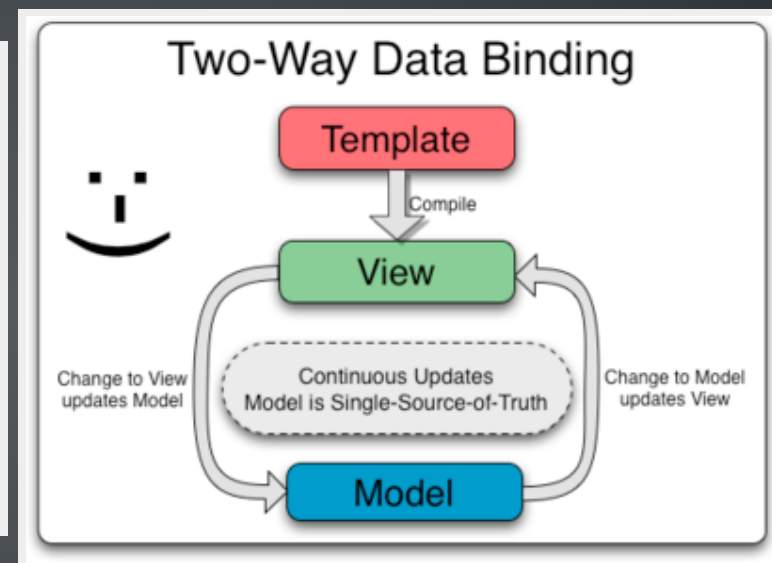 Two-Way Data Binding
Template
Compile
View
Change to View
updates Model
Continuous Updates
Model is Single-Source-of-Truth
Change to Model
updates View
Model